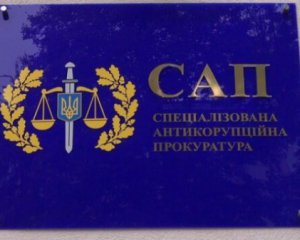 САП
СПЕЦІАЛІЗОВАНА
АНТИКОРУПЦІЙНА
ПРОКУРАТУРА